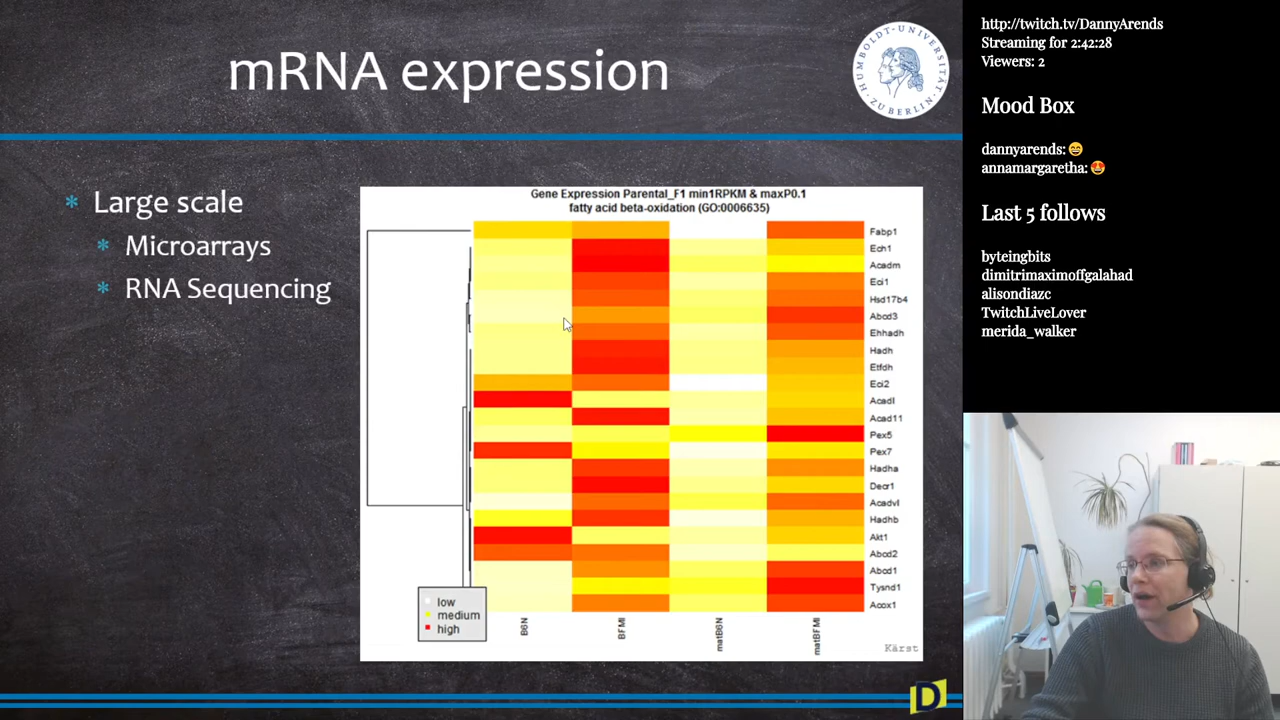 mRNA expression
HUMBOLDT-UNIVERSITÄT ZU BERLIN
Large scale
Microarrays
RNA Sequencing
Gene Expression Parental_F1 min1RPKM & maxP0.1
fatty acid beta-oxidation (GO:0006635)
Fabp1
Ech1
Acadm
Eci1
Hsd17b4
Abcd3
Ehhadh
Hadh
Etfdh
Eci2
Acadl
Acad11
Pex5
Pex7
Hadha
Decr1
Acadvl
Hadhb
Akt1
Abcd2
Abcd1
Tysnd1
Acox1
low
medium
high
B6N
BFMI
matB6N
matBFMI
Kärst
D
http://twitch.tv/DannyArends
Streaming for 2:42:28
Viewers: 2
Mood Box
dannyarends: 😄
annamargaretha: 😍
Last 5 follows
byteingbits
dimitrimaximoffgalahad
alisondiazc
TwitchLiveLover
merida_walker